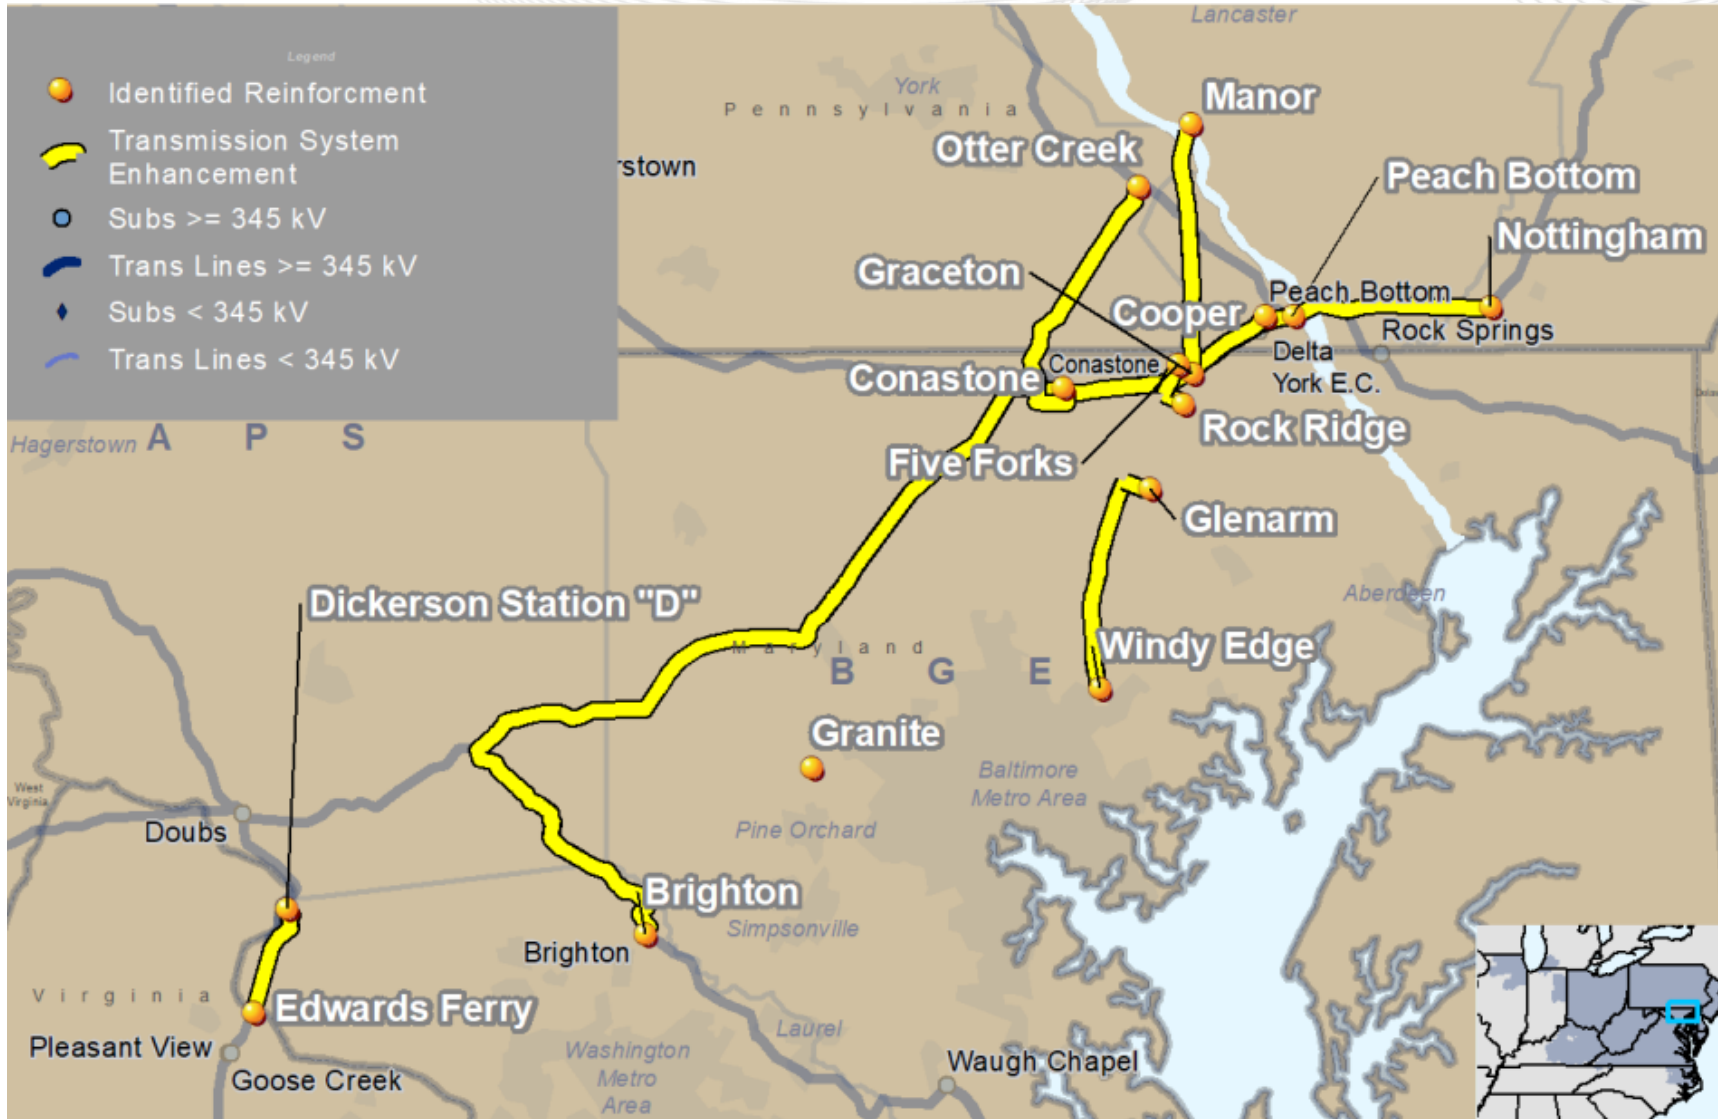 Legend
Identified Reinforcment
Transmission System
Enhancement
Subs >= 345 kV
Trans Lines >= 345 kV
Subs < 345 kV
Trans Lines < 345 kV
Lancaster
York
Pennsylvania
Manor
Otter Creek
rstown
Peach Bottom
Nottingham
Graceton
Cooper
Peach Bottom
Rock Springs
Conastone
Conastone
Delta
York E.C.
Rock Ridge
Hagerstown
A P S
Five Forks
Glenarm
Dickerson Station "D"
Aberdeen
Maryland
B G E
Windy Edge
Granite
West
Virginia
Baltimore
Metro Area
Doubs
Pine Orchard
Brighton
Simpsonville
Brighton
Virginia
Edwards Ferry
Laurel
Pleasant View
Goose Creek
Washington
Metro
Area
Waugh Chapel